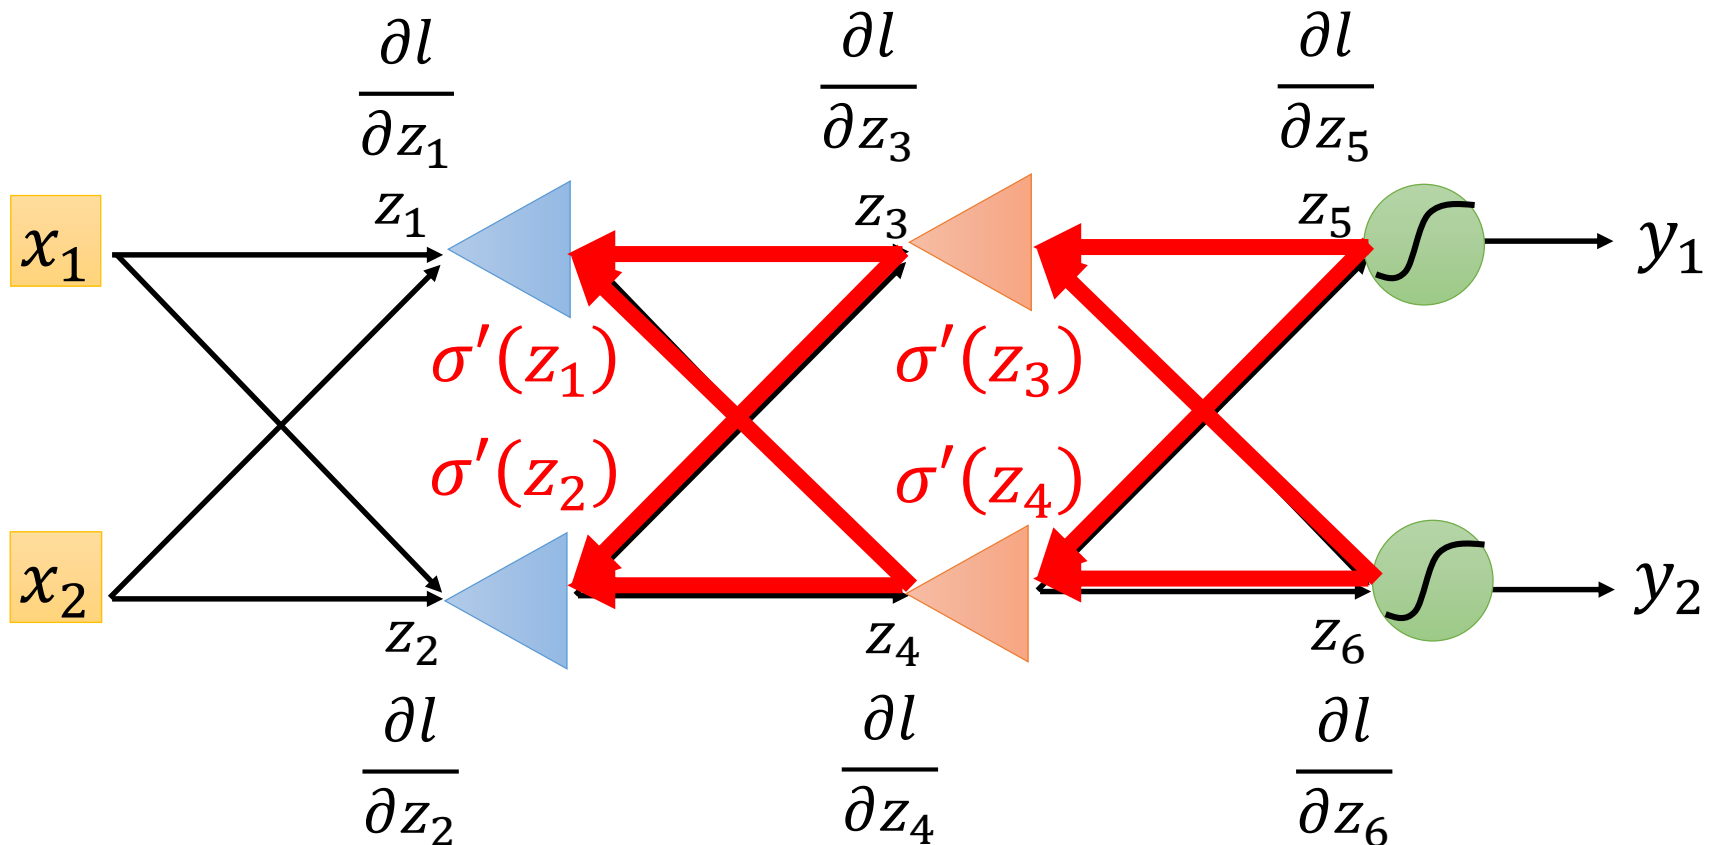 ∂l/∂z₁ ∂l/∂z₃ ∂l/∂z₅
z₁ z₃ z₅
x₁ y₁
σ′(z₁) σ′(z₃)
σ′(z₂) σ′(z₄)
x₂ y₂
z₂ z₄ z₆
∂l/∂z₂ ∂l/∂z₄ ∂l/∂z₆